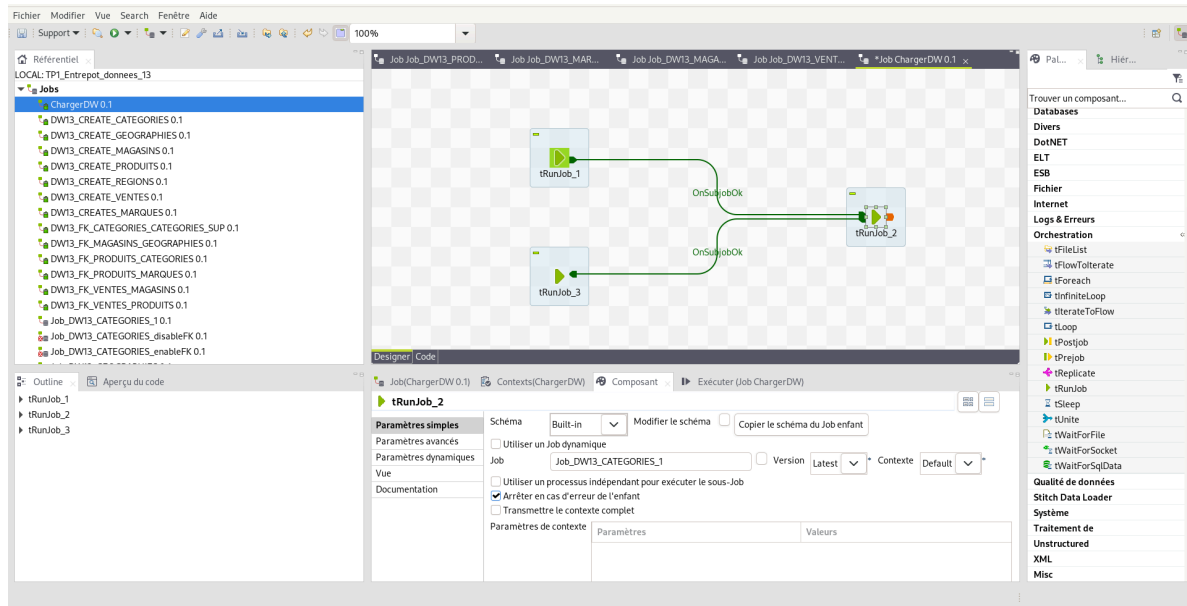 Fichier Modifier Vue Search Fenêtre Aide
Support 100%
Référentiel
LOCAL: TP1_Entrepot_donnees_13
Jobs
ChargerDW 0.1
DW13_CREATE_CATEGORIES 0.1
DW13_CREATE_GEOGRAPHIES 0.1
DW13_CREATE_MAGASINS 0.1
DW13_CREATE_PRODUITS 0.1
DW13_CREATE_REGIONS 0.1
DW13_CREATE_VENTES 0.1
DW13_CREATES_MARQUES 0.1
DW13_FK_CATEGORIES_CATEGORIES_SUP 0.1
DW13_FK_MAGASINS_GEOGRAPHIES 0.1
DW13_FK_PRODUITS_CATEGORIES 0.1
DW13_FK_PRODUITS_MARQUES 0.1
DW13_FK_VENTES_MAGASINS 0.1
DW13_FK_VENTES_PRODUITS 0.1
Job_DW13_CATEGORIES_1 0.1
Job_DW13_CATEGORIES_disableFK 0.1
Job_DW13_CATEGORIES_enableFK 0.1
Job Job_DW13_PROD... Job Job_DW13_MAR... Job Job_DW13_MAGA... Job Job_DW13_VENT... *Job ChargerDW 0.1
tRunJob_1
OnSubjobOk
tRunJob_2
OnSubjobOk
tRunJob_3
Designer Code
Pal... Hiér...
Trouver un composant...
Databases
Divers
DotNET
ELT
ESB
Fichier
Internet
Logs & Erreurs
Orchestration
tFileList
tFlowToIterate
tForeach
tInfiniteLoop
tIterateToFlow
tLoop
tPostjob
tPrejob
tReplicate
tRunJob
tSleep
tUnite
tWaitForFile
tWaitForSocket
tWaitForSqlData
Qualité de données
Stitch Data Loader
Système
Traitement de
Unstructured
XML
Misc
Outline Aperçu du code
tRunJob_1
tRunJob_2
tRunJob_3
Job(ChargerDW 0.1) Contexts(ChargerDW) Composant Exécuter (Job ChargerDW)
tRunJob_2
Paramètres simples
Paramètres avancés
Paramètres dynamiques
Vue
Documentation
Schéma Built-in Modifier le schéma Copier le schéma du Job enfant
Utiliser un Job dynamique
Job Job_DW13_CATEGORIES_1 Version Latest * Contexte Default *
Utiliser un processus indépendant pour exécuter le sous-Job
Arrêter en cas d'erreur de l'enfant
Transmettre le contexte complet
Paramètres de contexte Paramètres Valeurs